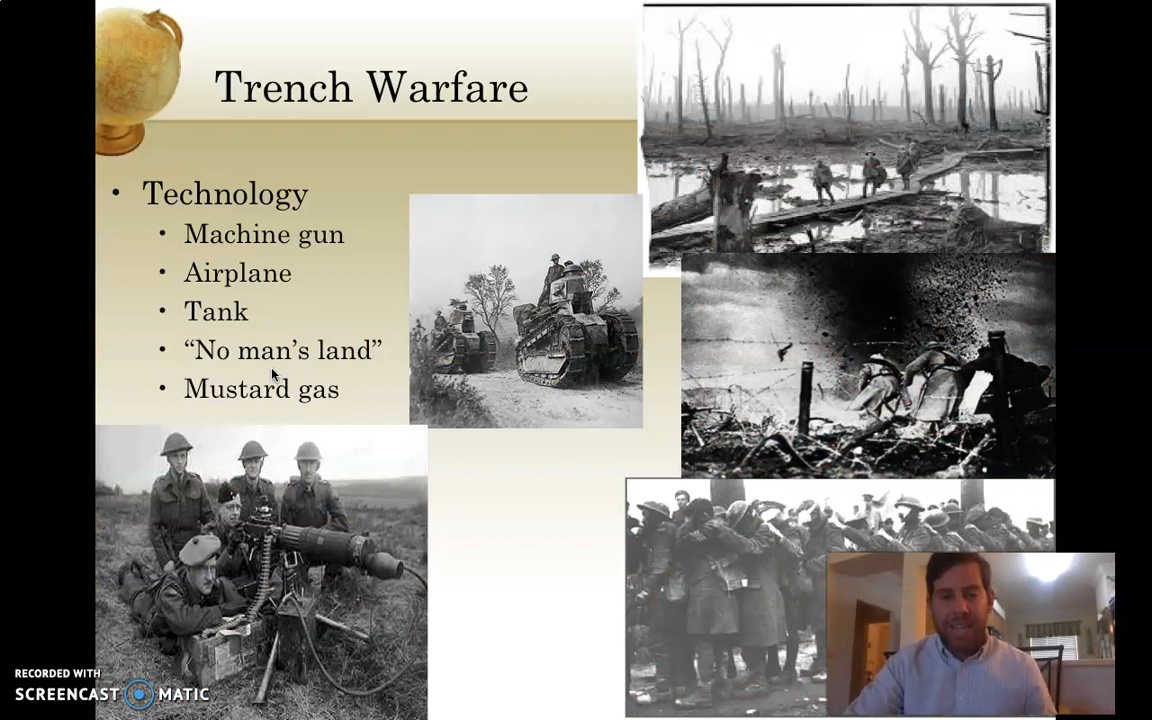 Trench Warfare
• Technology
• Machine gun
• Airplane
• Tank
• “No man’s land”
• Mustard gas
RECORDED WITH
SCREENCAST MATIC